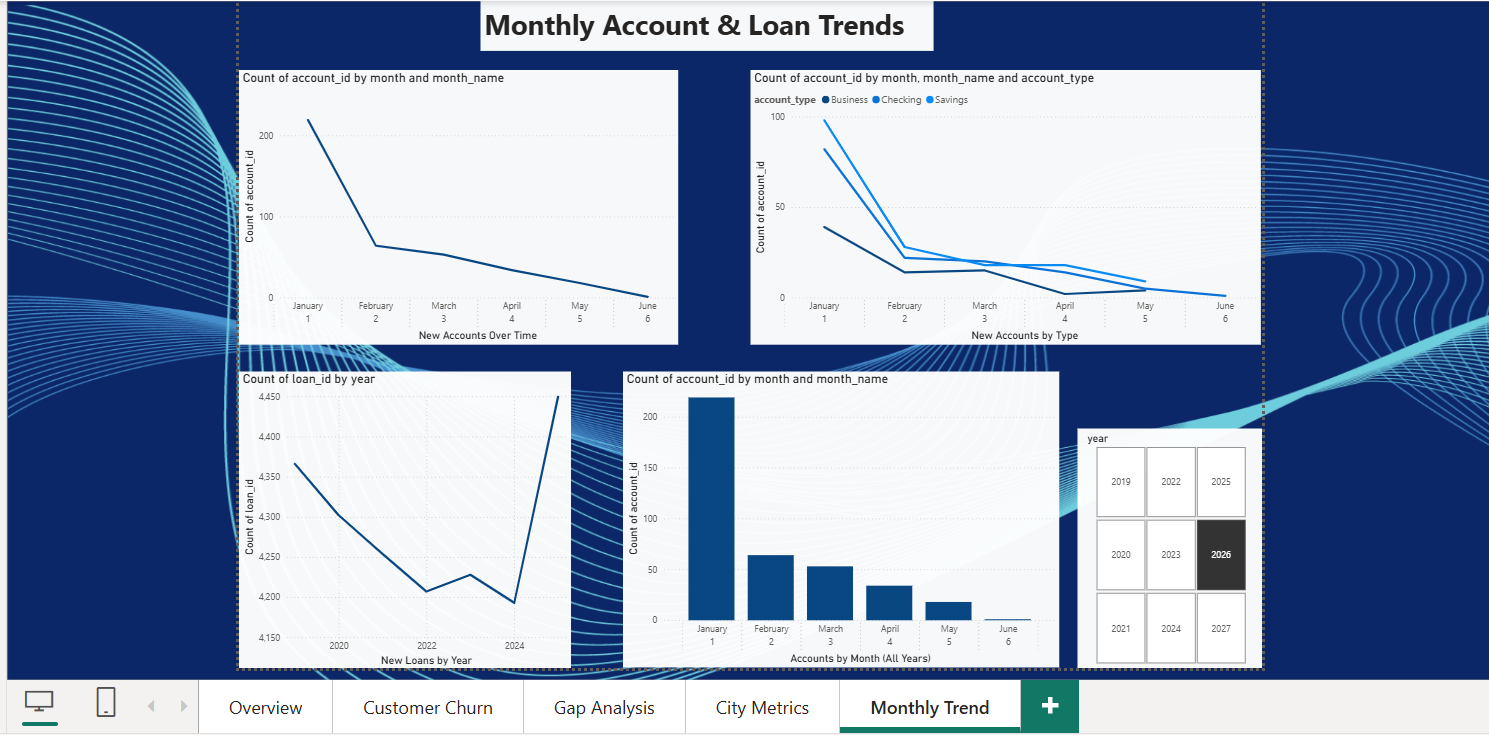 Monthly Account & Loan Trends
Count of account_id by month and month_name
Count of account_id
200
100
0
January February March April May June
1 2 3 4 5 6
New Accounts Over Time
Count of account_id by month, month_name and account_type
account_type Business Checking Savings
Count of account_id
100
50
0
January February March April May June
1 2 3 4 5 6
New Accounts by Type
Count of loan_id by year
Count of loan_id
4,450
4,400
4,350
4,300
4,250
4,200
4,150
2020 2022 2024
New Loans by Year
Count of account_id by month and month_name
Count of account_id
200
150
100
50
0
January February March April May June
1 2 3 4 5 6
Accounts by Month (All Years)
year
2019 2022 2025
2020 2023 2026
2021 2024 2027
Overview Customer Churn Gap Analysis City Metrics Monthly Trend +